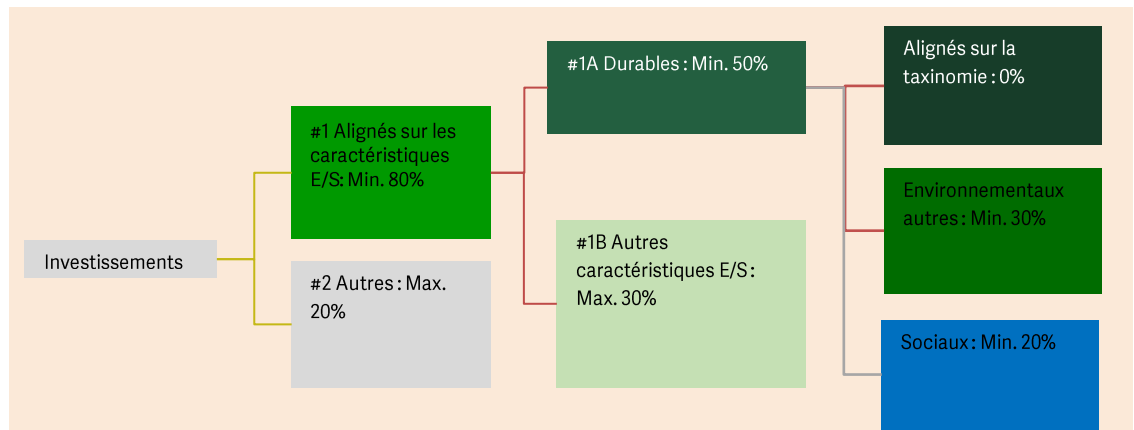 Investissements
#1 Alignés sur les
caractéristiques
E/S: Min. 80%
#2 Autres : Max.
20%
#1A Durables : Min. 50%
#1B Autres
caractéristiques E/S :
Max. 30%
Alignés sur la
taxinomie : 0%
Environnementaux
autres : Min. 30%
Sociaux : Min. 20%